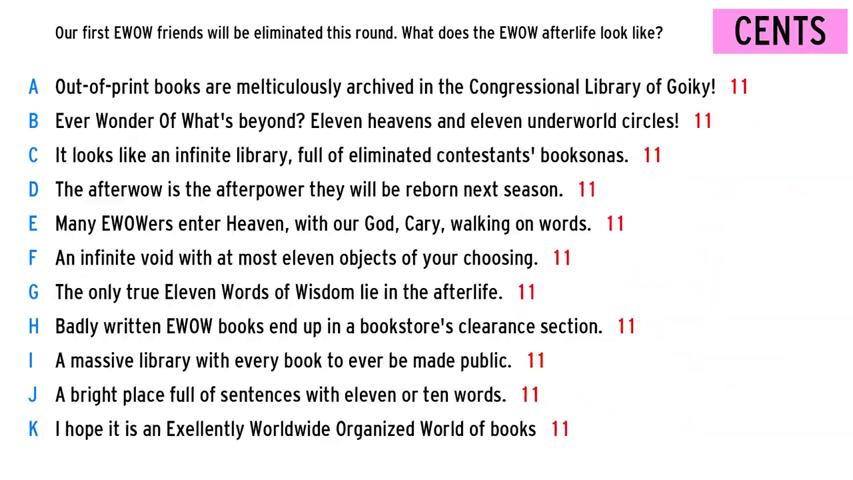 Our first EWOW friends will be eliminated this round. What does the EWOW afterlife look like?
CENTS
A Out-of-print books are melticulously archived in the Congressional Library of Goiky! 11
B Ever Wonder Of What's beyond? Eleven heavens and eleven underworld circles! 11
C It looks like an infinite library, full of eliminated contestants' booksonas. 11
D The afterwow is the afterpower they will be reborn next season. 11
E Many EWOWers enter Heaven, with our God, Cary, walking on words. 11
F An infinite void with at most eleven objects of your choosing. 11
G The only true Eleven Words of Wisdom lie in the afterlife. 11
H Badly written EWOW books end up in a bookstore's clearance section. 11
I A massive library with every book to ever be made public. 11
J A bright place full of sentences with eleven or ten words. 11
K I hope it is an Exellently Worldwide Organized World of books 11